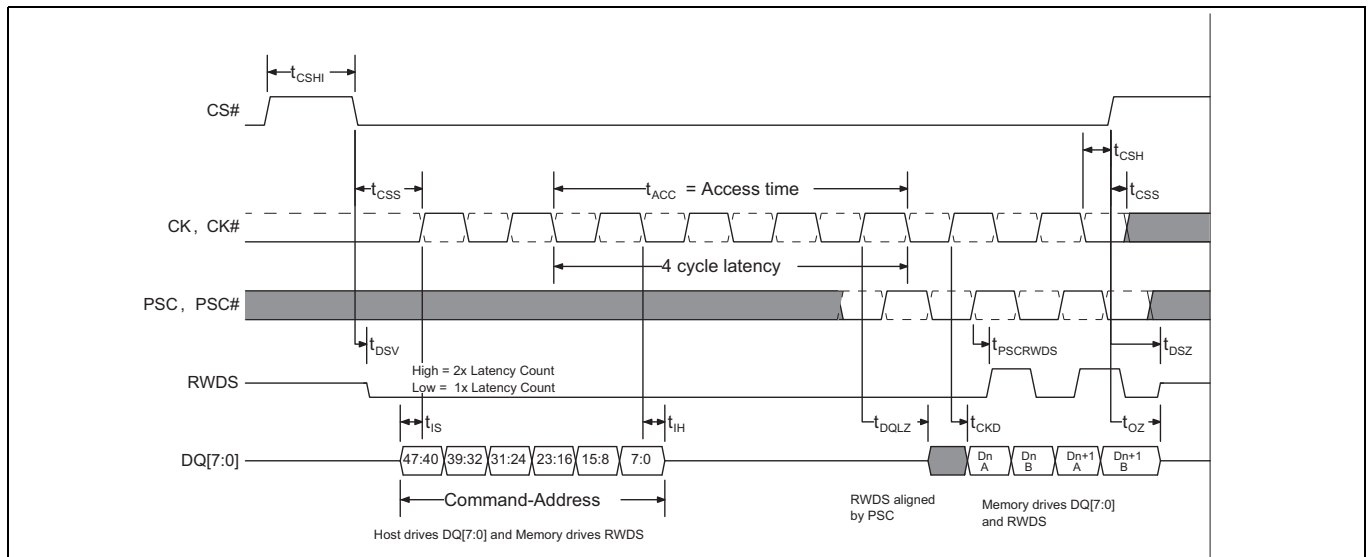 tCSHI
CS#
tCSH
tCSS
tACC = Access time
tCSS
CK, CK#
4 cycle latency
PSC, PSC#
tDSV
tPSCRWDS
tDSZ
High = 2x Latency Count
Low = 1x Latency Count
RWDS
tIS
tIH
tDQLZ
tCKD
tOZ
DQ[7:0]
47:40 39:32 31:24 23:16 15:8 7:0
Dn A
Dn B
Dn+1 A
Dn+1 B
Command-Address
RWDS aligned
by PSC
Memory drives DQ[7:0]
and RWDS
Host drives DQ[7:0] and Memory drives RWDS